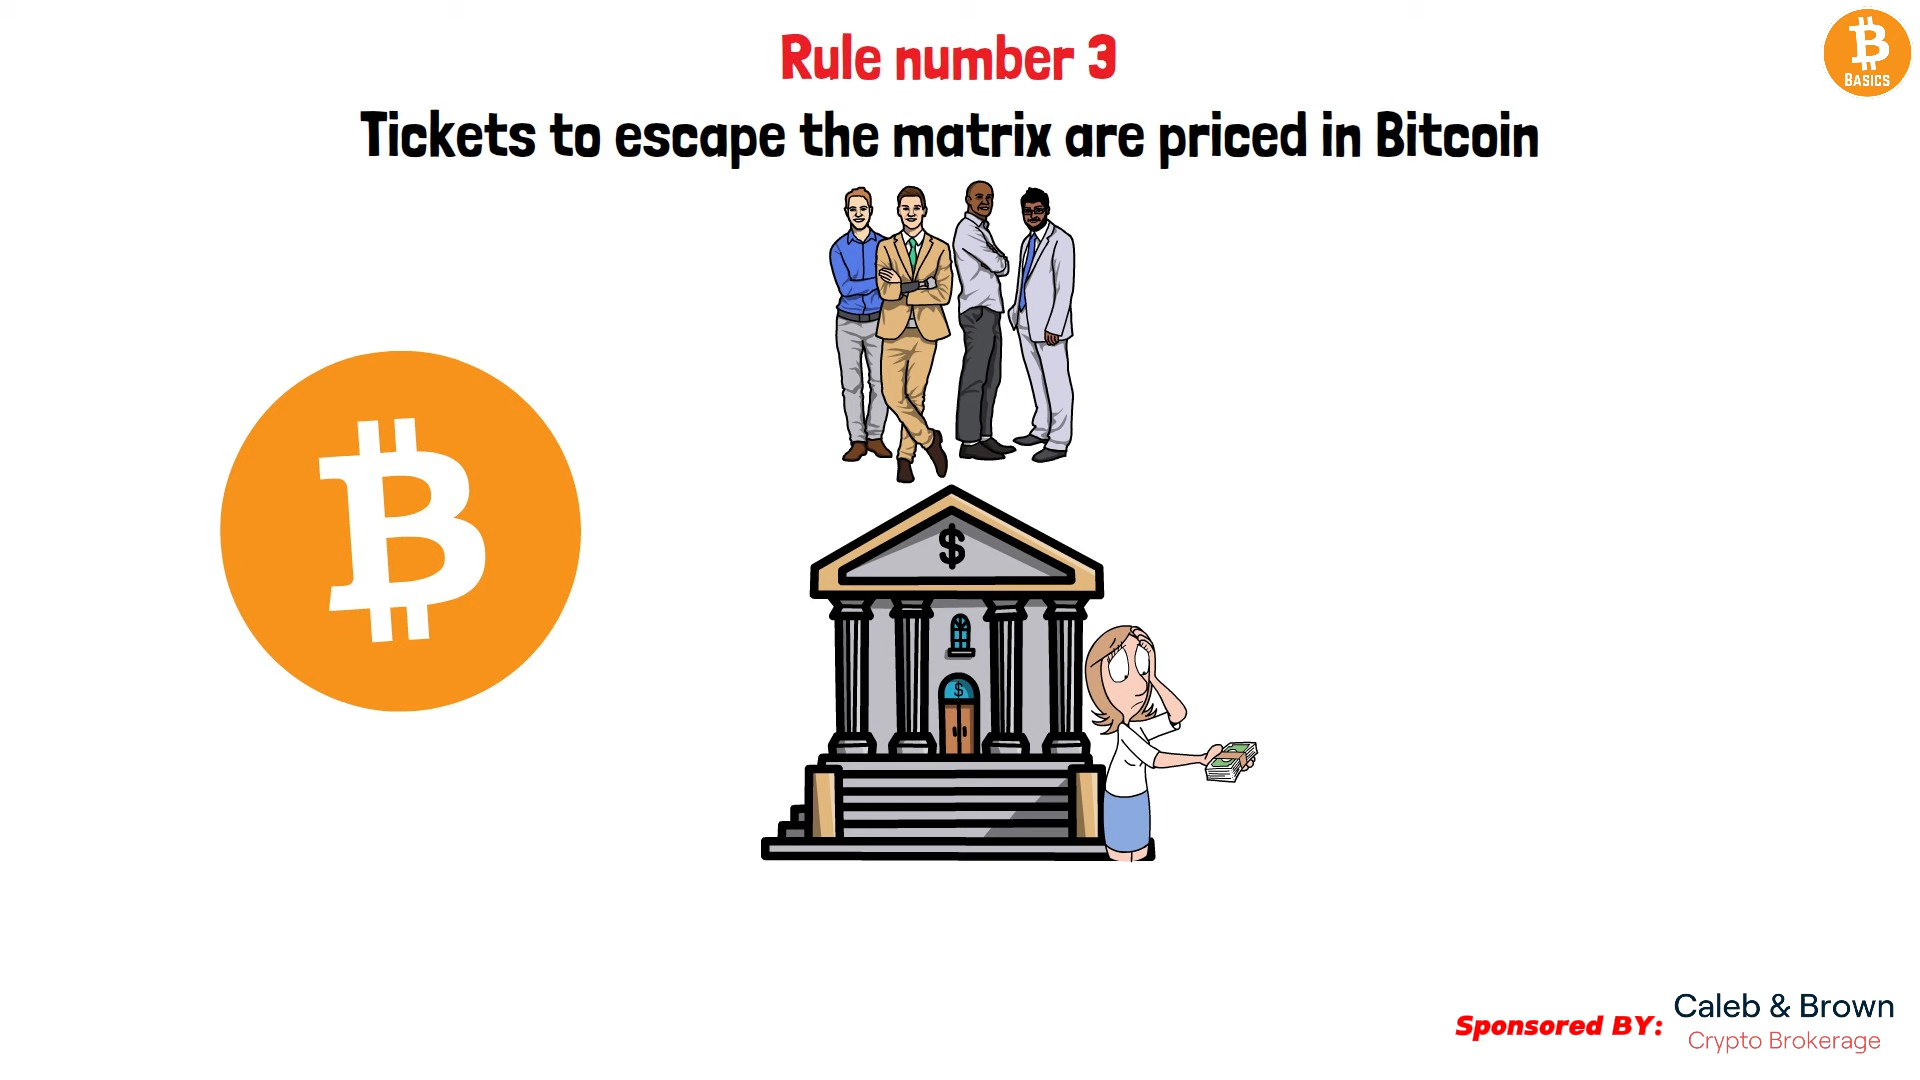 Rule number 3
Tickets to escape the matrix are priced in Bitcoin
₿
BASICS
₿
$
$
Sponsored BY:
Caleb & Brown
Crypto Brokerage